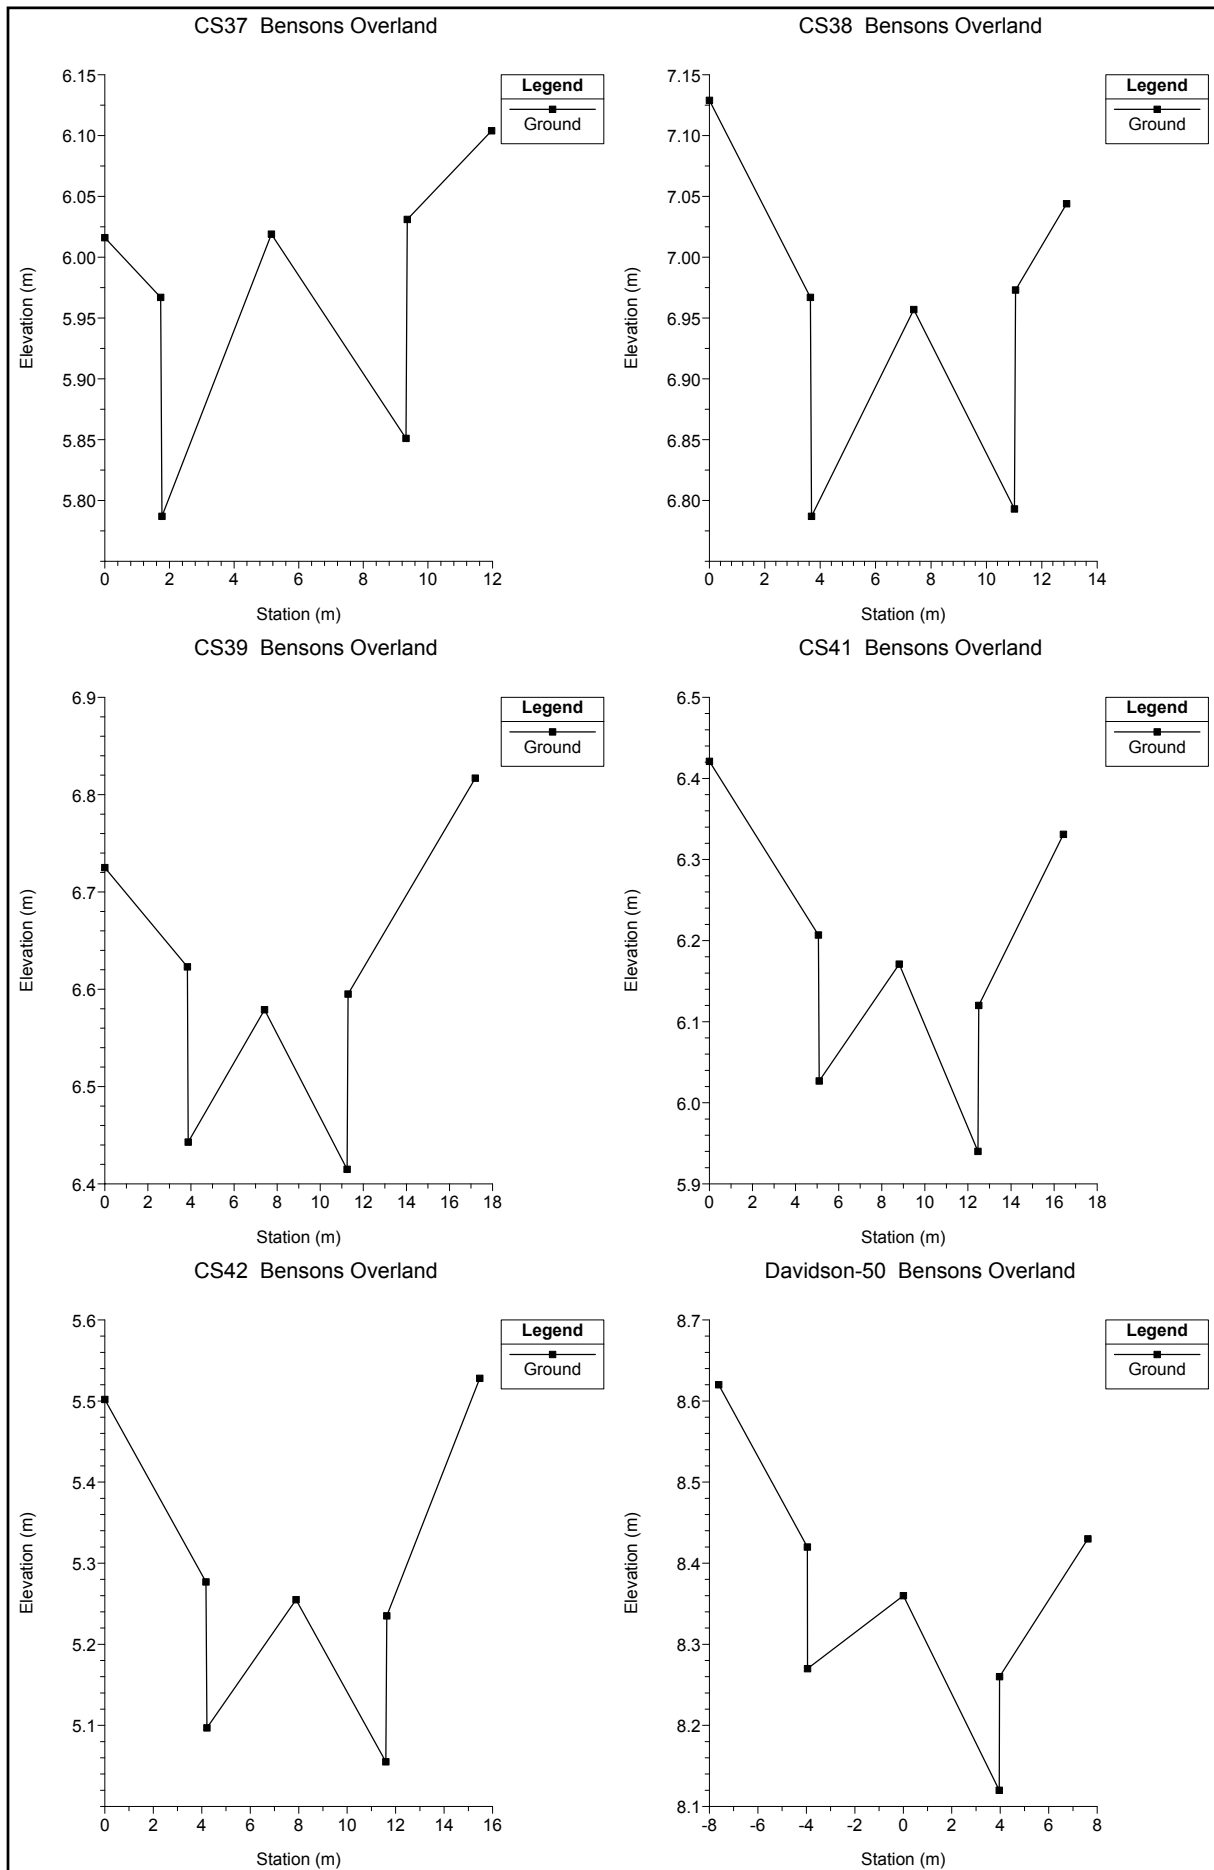 CS37 Bensons Overland
6.15
6.10
6.05
6.00
5.95
5.90
5.85
5.80
Elevation (m)
0 2 4 6 8 10 12
Station (m)
Legend
Ground
CS38 Bensons Overland
7.15
7.10
7.05
7.00
6.95
6.90
6.85
6.80
Elevation (m)
0 2 4 6 8 10 12 14
Station (m)
Legend
Ground
CS39 Bensons Overland
6.9
6.8
6.7
6.6
6.5
6.4
Elevation (m)
0 2 4 6 8 10 12 14 16 18
Station (m)
Legend
Ground
CS41 Bensons Overland
6.5
6.4
6.3
6.2
6.1
6.0
5.9
Elevation (m)
0 2 4 6 8 10 12 14 16 18
Station (m)
Legend
Ground
CS42 Bensons Overland
5.6
5.5
5.4
5.3
5.2
5.1
Elevation (m)
0 2 4 6 8 10 12 14 16
Station (m)
Legend
Ground
Davidson-50 Bensons Overland
8.7
8.6
8.5
8.4
8.3
8.2
8.1
Elevation (m)
-8 -6 -4 -2 0 2 4 6 8
Station (m)
Legend
Ground